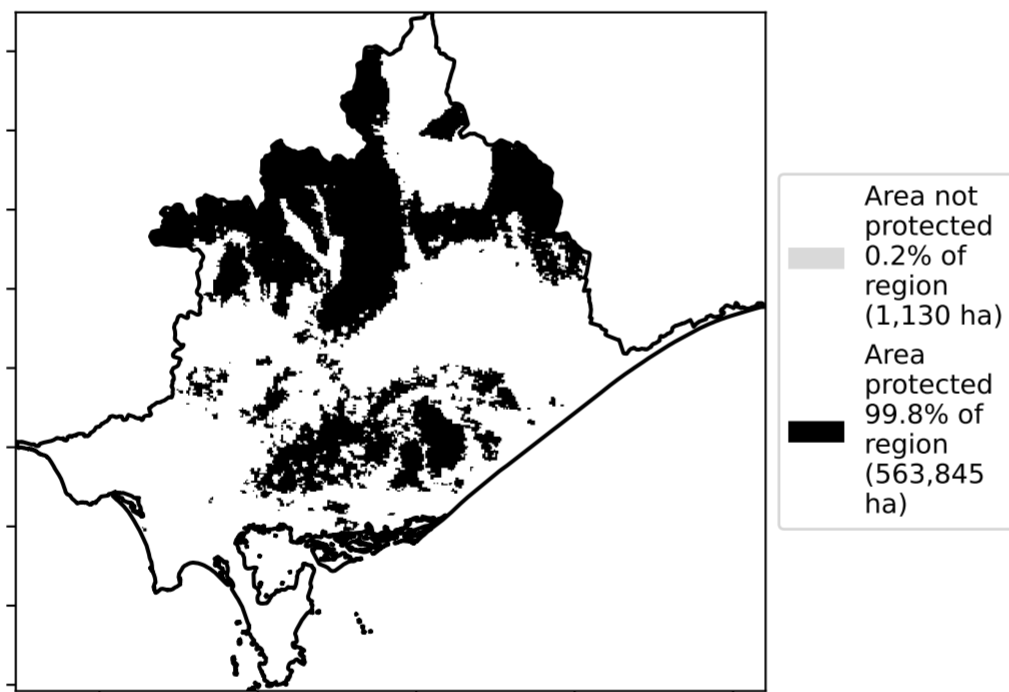 Area not
protected
0.2% of
region
(1,130 ha)
Area
protected
99.8% of
region
(563,845
ha)